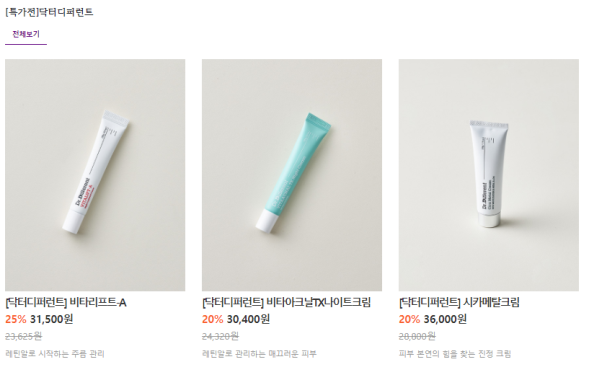 [특가전]닥터디퍼런트
전체보기
[닥터디퍼런트] 비타리프트-A
25% 31,500원
23,625원
레틴알로 시작하는 주름 관리
[닥터디퍼런트] 비타아크날TX나이트크림
20% 30,400원
24,320원
레틴알로 관리하는 매끄러운 피부
[닥터디퍼런트] 시카메탈크림
20% 36,000원
28,800원
피부 본연의 힘을 찾는 진정 크림